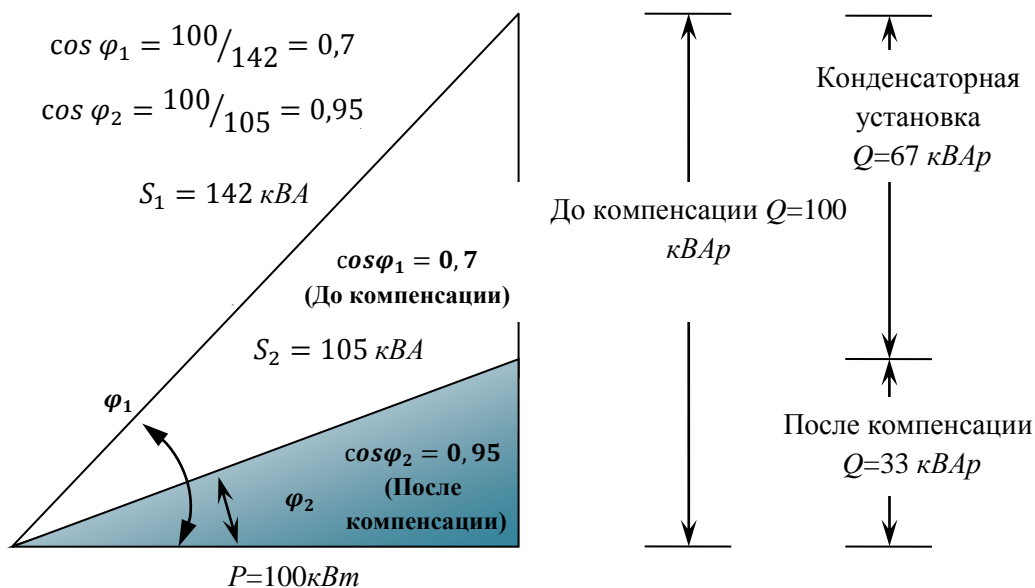 cos φ₁ = 100/142 = 0,7
cos φ₂ = 100/105 = 0,95
S₁ = 142 кВА
Конденсаторная
установка
Q=67 кВАр
До компенсации Q=100
кВАр
cosφ₁ = 0,7
(До компенсации)
S₂ = 105 кВА
φ₁
После компенсации
Q=33 кВАр
cosφ₂ = 0,95
(После
компенсации)
φ₂
P=100кВт